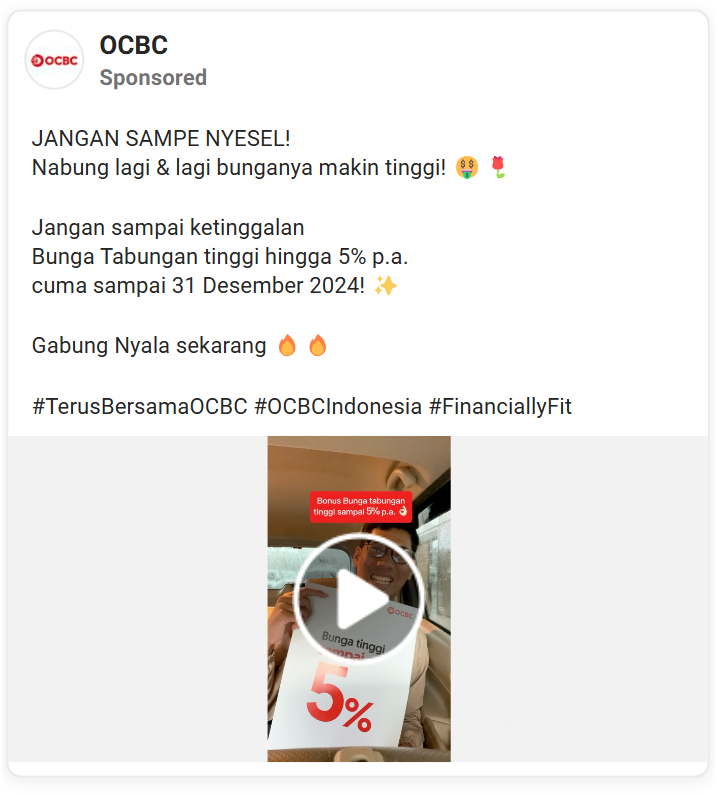 OCBC
OCBC
Sponsored
JANGAN SAMPE NYESEL!
Nabung lagi & lagi bunganya makin tinggi! 🤑 🌷
Jangan sampai ketinggalan
Bunga Tabungan tinggi hingga 5% p.a.
cuma sampai 31 Desember 2024! ✨
Gabung Nyala sekarang 🔥 🔥
#TerusBersamaOCBC #OCBCIndonesia #FinanciallyFit
Bonus Bunga tabungan
tinggi sampai 5% p.a. 👌
OCBC
Bunga tinggi
sampai
5%